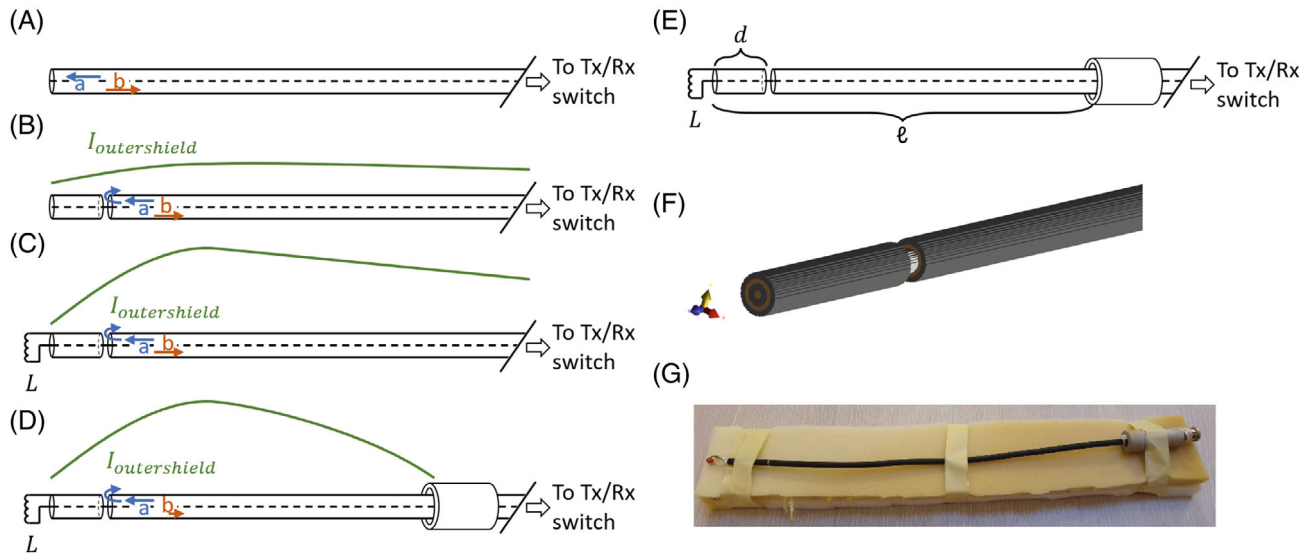 (A)
a
b
To Tx/Rx
switch
(B)
I_outershield
a
b
To Tx/Rx
switch
(C)
I_outershield
a
b
L
To Tx/Rx
switch
(D)
I_outershield
a
b
L
To Tx/Rx
switch
(E)
d
L
ℓ
To Tx/Rx
switch
(F)
(G)